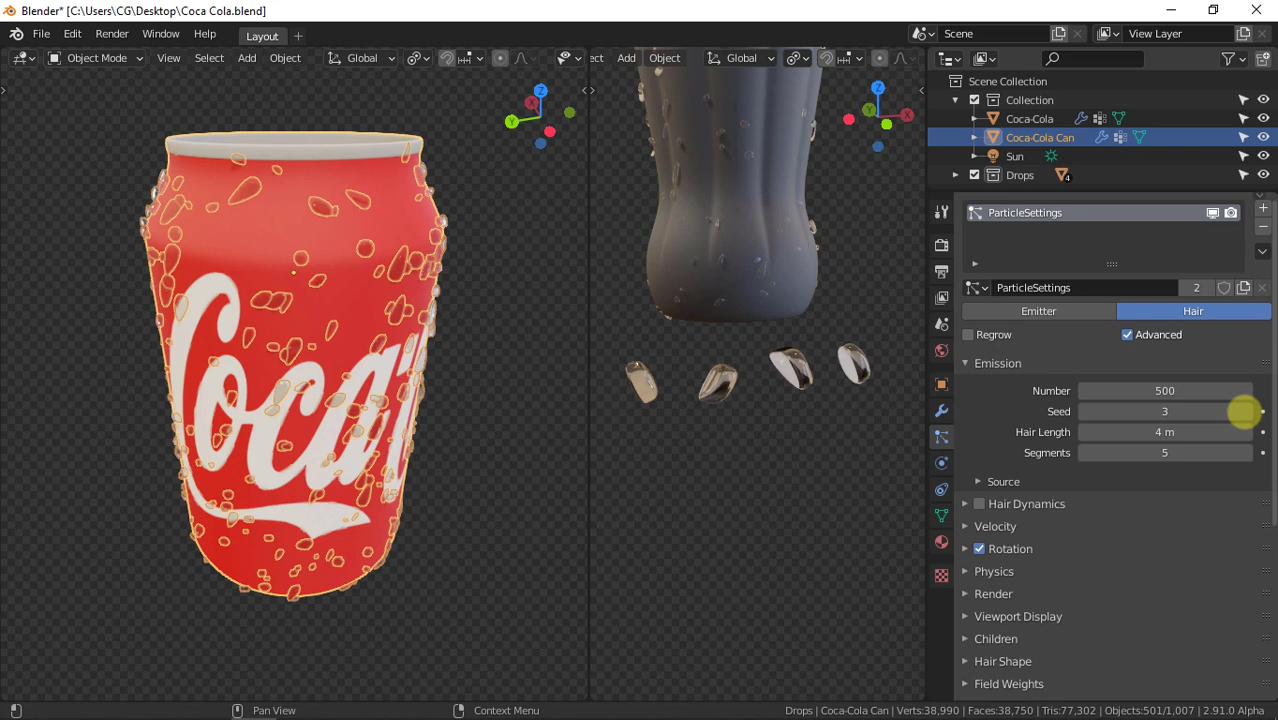 Blender* [C:\Users\CG\Desktop\Coca Cola.blend]
File Edit Render Window Help Layout Scene View Layer
Object Mode View Select Add Object Global
ect Add Object Global
Scene Collection
Collection
Coca-Cola
Coca-Cola Can
Sun
Drops 4
ParticleSettings
ParticleSettings 2
Emitter Hair
Regrow Advanced
Emission
Number 500
Seed 3
Hair Length 4 m
Segments 5
Source
Hair Dynamics
Velocity
Rotation
Physics
Render
Viewport Display
Children
Hair Shape
Field Weights
Z
X
Y
Z
Y
X
Coca
Pan View Context Menu Drops | Coca-Cola Can | Verts:38,990 | Faces:38,750 | Tris:77,302 | Objects:501/1,007 | 2.91.0 Alpha